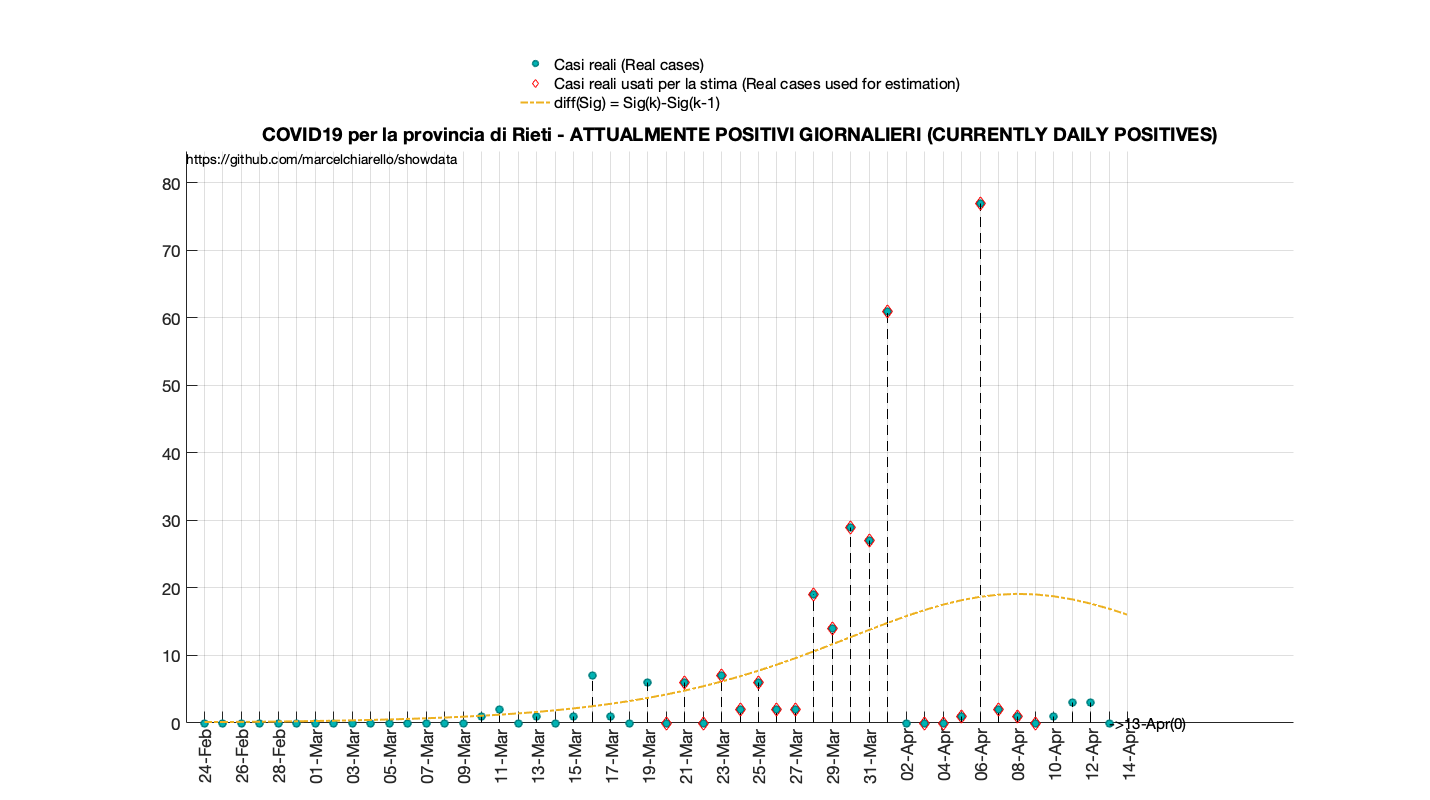 Casi reali (Real cases)
Casi reali usati per la stima (Real cases used for estimation)
diff(Sig) = Sig(k)-Sig(k-1)
COVID19 per la provincia di Rieti - ATTUALMENTE POSITIVI GIORNALIERI (CURRENTLY DAILY POSITIVES)
https://github.com/marcelchiarello/showdata
80
70
60
50
40
30
20
10
0
->13-Apr(0)
24-Feb
26-Feb
28-Feb
01-Mar
03-Mar
05-Mar
07-Mar
09-Mar
11-Mar
13-Mar
15-Mar
17-Mar
19-Mar
21-Mar
23-Mar
25-Mar
27-Mar
29-Mar
31-Mar
02-Apr
04-Apr
06-Apr
08-Apr
10-Apr
12-Apr
14-Apr